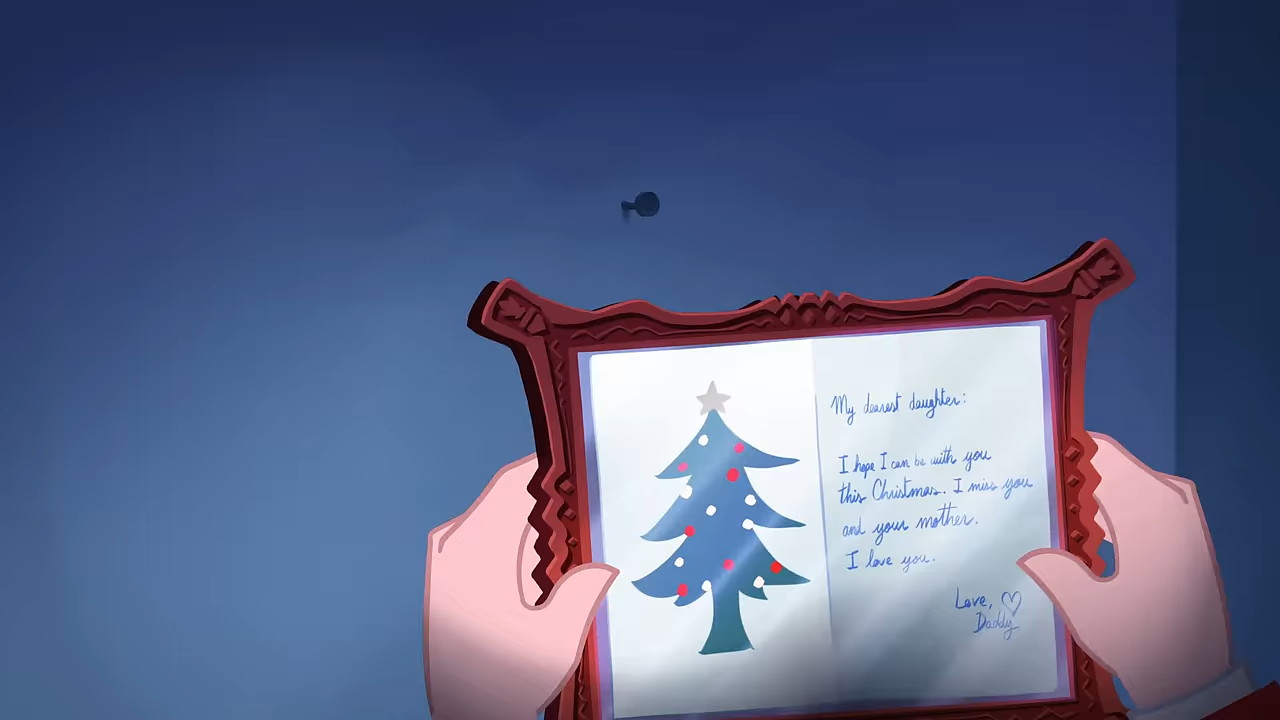 My dearest daughter:
I hope I can be with you
this Christmas. I miss you
and your mother.
I love you.
Love,
Daddy